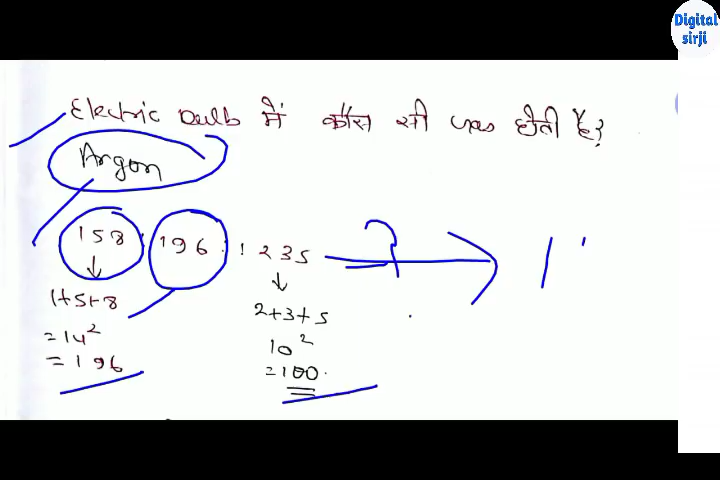 Digital
sirji
Electric Bulb में कौन सी gas होती है?
Argon
158 196 , 235 ?
1+5+8
2+3+5
= 14²
10²
= 196
= 100.